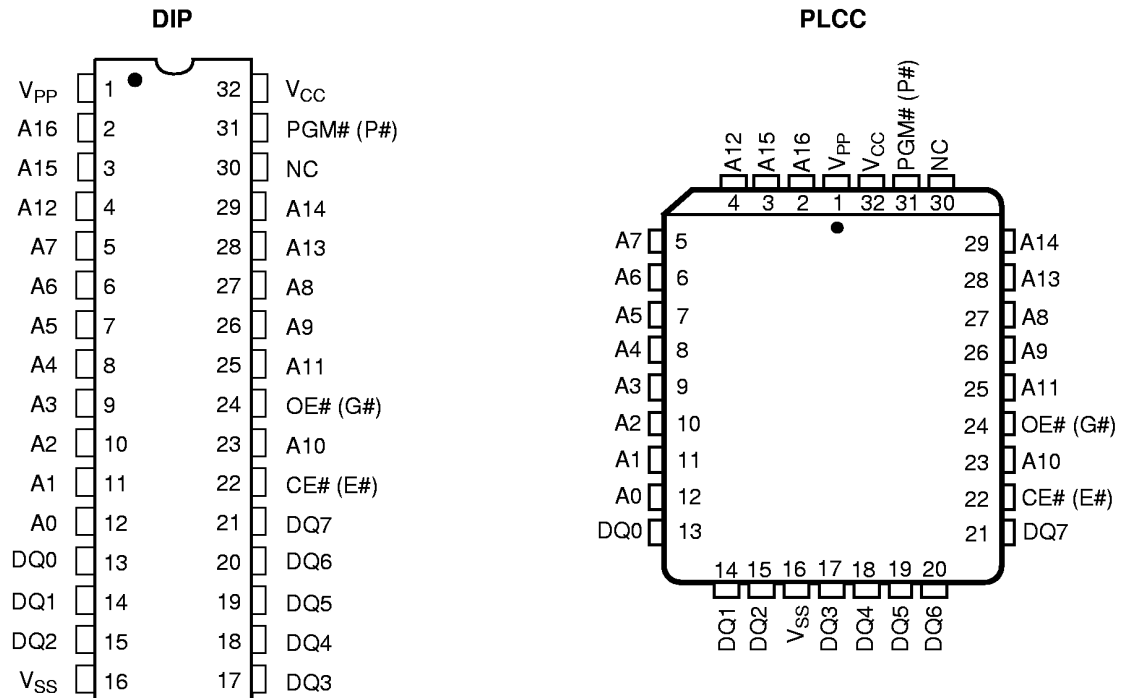 DIP
VPP 1 32 VCC
A16 2 31 PGM# (P#)
A15 3 30 NC
A12 4 29 A14
A7 5 28 A13
A6 6 27 A8
A5 7 26 A9
A4 8 25 A11
A3 9 24 OE# (G#)
A2 10 23 A10
A1 11 22 CE# (E#)
A0 12 21 DQ7
DQ0 13 20 DQ6
DQ1 14 19 DQ5
DQ2 15 18 DQ4
VSS 16 17 DQ3
PLCC
A12 A15 A16 VPP VCC PGM# (P#) NC
4 3 2 1 32 31 30
A7 5 29 A14
A6 6 28 A13
A5 7 27 A8
A4 8 26 A9
A3 9 25 A11
A2 10 24 OE# (G#)
A1 11 23 A10
A0 12 22 CE# (E#)
DQ0 13 21 DQ7
14 15 16 17 18 19 20
DQ1 DQ2 VSS DQ3 DQ4 DQ5 DQ6